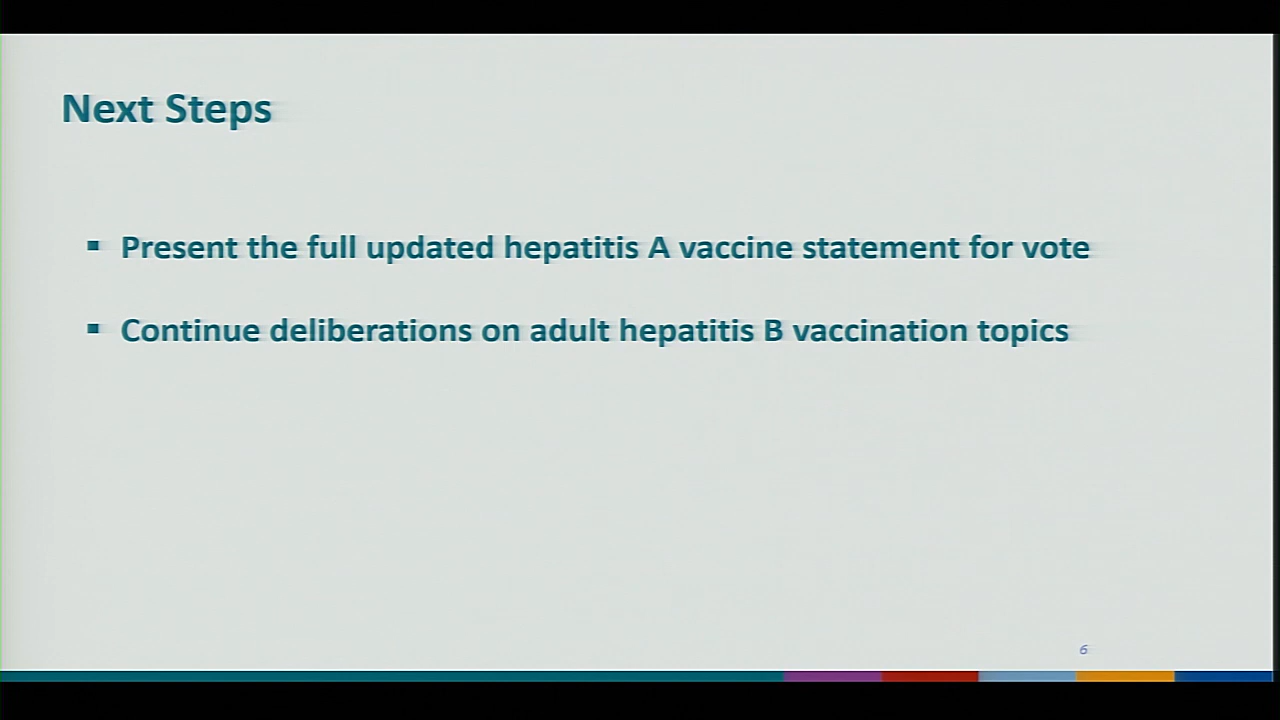 Next Steps
▪ Present the full updated hepatitis A vaccine statement for vote
▪ Continue deliberations on adult hepatitis B vaccination topics
6